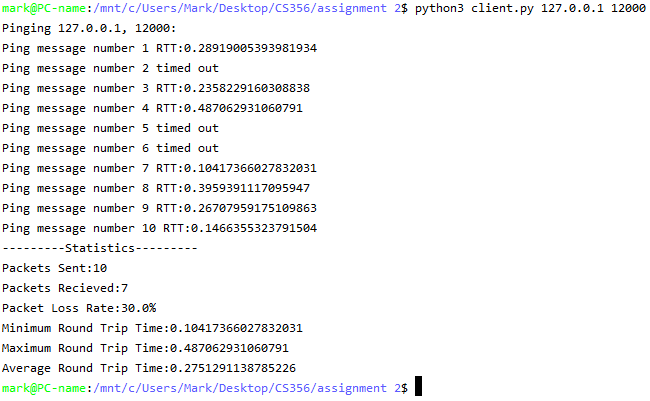 mark@PC-name:/mnt/c/Users/Mark/Desktop/CS356/assignment 2$ python3 client.py 127.0.0.1 12000
Pinging 127.0.0.1, 12000:
Ping message number 1 RTT:0.28919005393981934
Ping message number 2 timed out
Ping message number 3 RTT:0.2358229160308838
Ping message number 4 RTT:0.487062931060791
Ping message number 5 timed out
Ping message number 6 timed out
Ping message number 7 RTT:0.10417366027832031
Ping message number 8 RTT:0.3959391117095947
Ping message number 9 RTT:0.26707959175109863
Ping message number 10 RTT:0.1466355323791504
---------Statistics---------
Packets Sent:10
Packets Recieved:7
Packet Loss Rate:30.0%
Minimum Round Trip Time:0.10417366027832031
Maximum Round Trip Time:0.487062931060791
Average Round Trip Time:0.2751291138785226
mark@PC-name:/mnt/c/Users/Mark/Desktop/CS356/assignment 2$